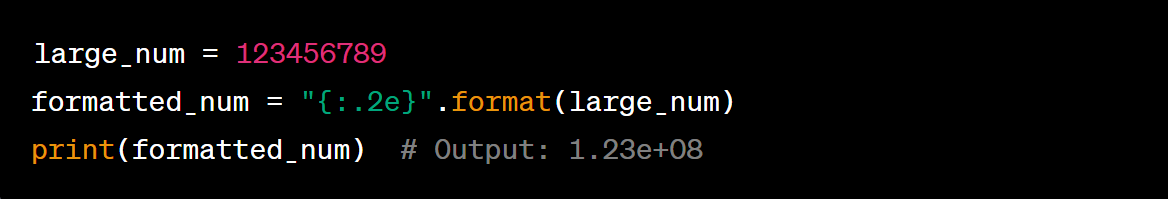 large_num = 123456789
formatted_num = "{:.2e}".format(large_num)
print(formatted_num)  # Output: 1.23e+08